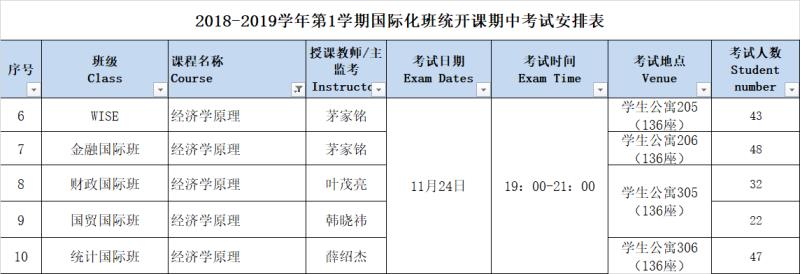 2018-2019学年第1学期国际化班统开课期中考试安排表
序号
班级
Class
课程名称
Course
授课教师/主
监考
Instructo
考试日期
Exam Dates
考试时间
Exam Time
考试地点
Venue
考试人数
Student
number
6 WISE 经济学原理 茅家铭 学生公寓205
（136座） 43
7 金融国际班 经济学原理 茅家铭 学生公寓206
（136座） 48
11月24日 19：00-21：00
8 财政国际班 经济学原理 叶茂亮 32
学生公寓305
（136座）
9 国贸国际班 经济学原理 韩晓祎 22
10 统计国际班 经济学原理 薛绍杰 学生公寓306
（136座） 47